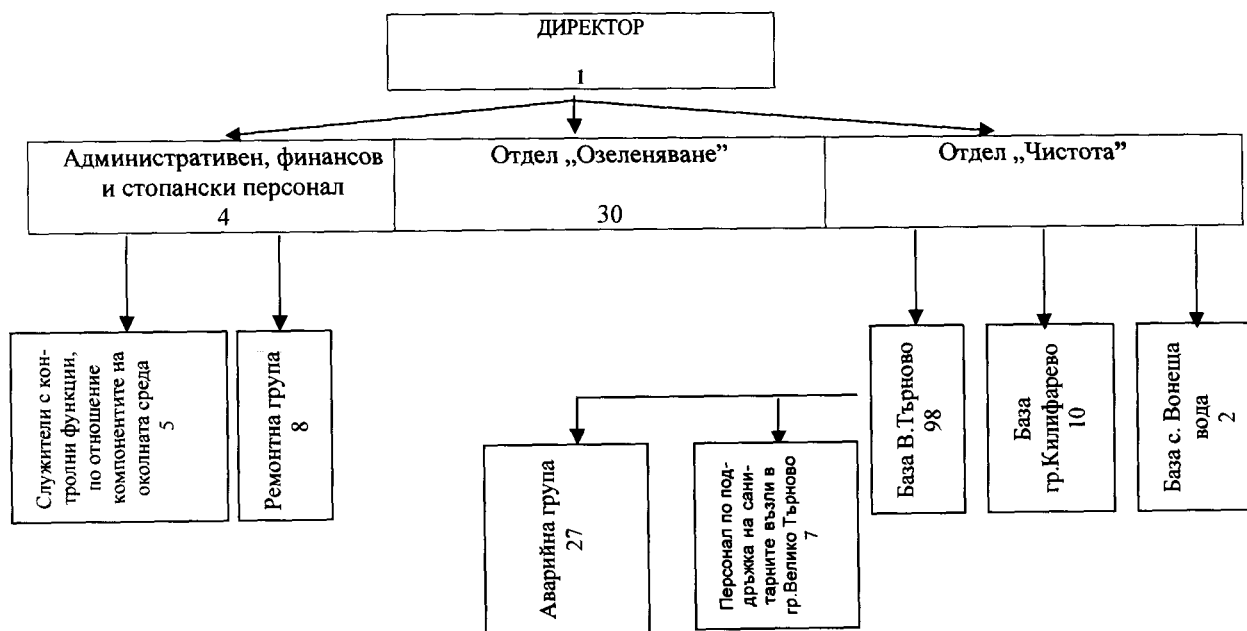 ДИРЕКТОР
1
Административен, финансов
и стопански персонал
4
Отдел „Озеленяване”
30
Отдел „Чистота”
Служители с кон-
тролни функции,
по отношение
компонентите на
околната среда
5
Ремонтна група
8
База В.Търново
98
База
гр.Килифарево
10
База с. Вонеща
вода
2
Аварийна група
27
Персонал по под-
дръжка на сани-
тарните възли в
гр.Велико Търново
7